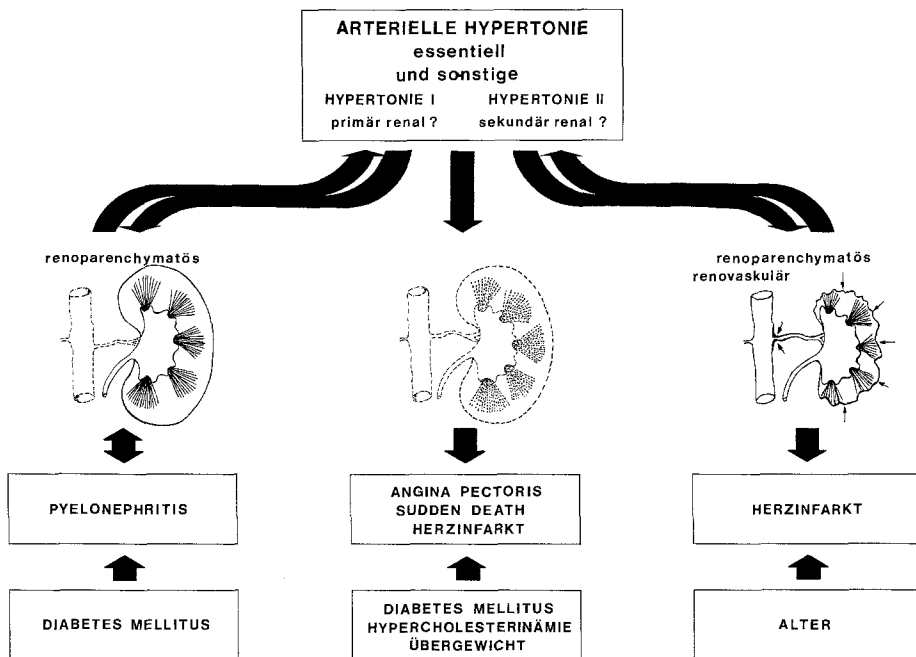 ARTERIELLE HYPERTONIE
essentiell
und sonstige
HYPERTONIE I HYPERTONIE II
primär renal ? sekundär renal ?
renoparenchymatös
renoparenchymatös
renovaskulär
PYELONEPHRITIS
ANGINA PECTORIS
SUDDEN DEATH
HERZINFARKT
HERZINFARKT
DIABETES MELLITUS
DIABETES MELLITUS
HYPERCHOLESTERINÄMIE
ÜBERGEWICHT
ALTER